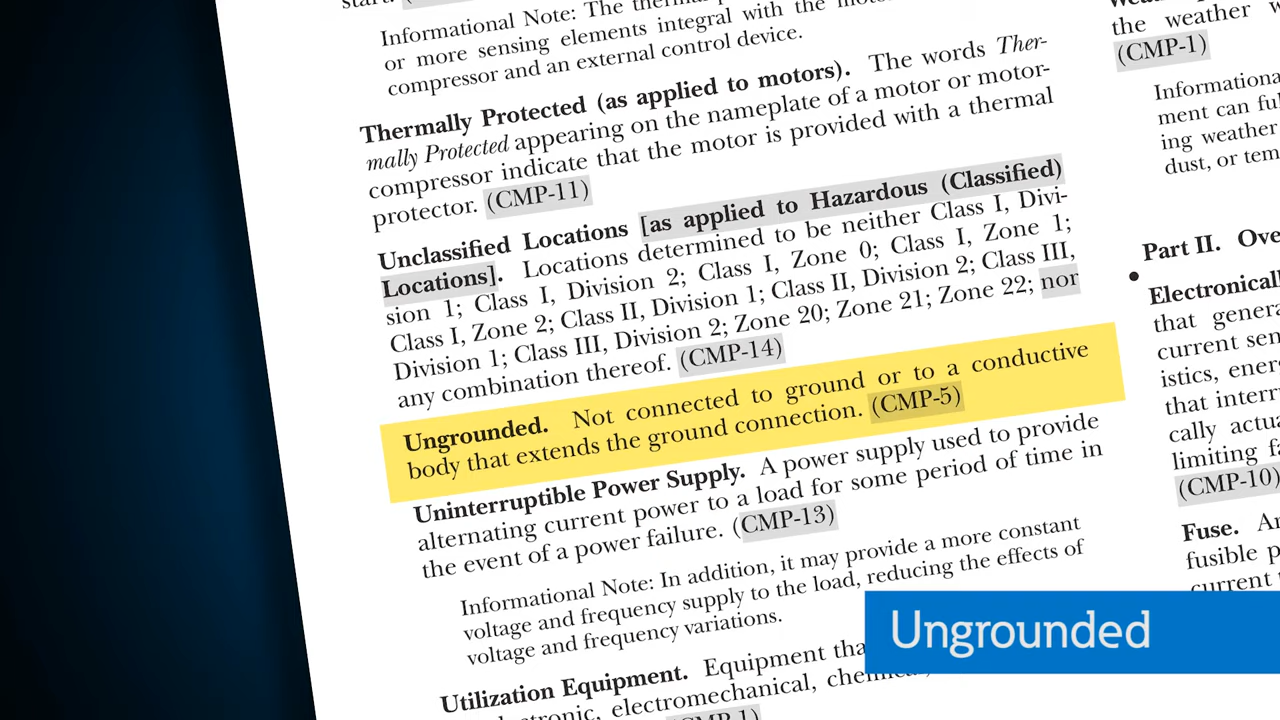 start.
Informational Note: The thermal
or more sensing elements integral with the motor
compressor and an external control device.
Thermally Protected (as applied to motors). The words Ther-
mally Protected appearing on the nameplate of a motor or motor-
compressor indicate that the motor is provided with a thermal
protector. (CMP-11)
Unclassified Locations [as applied to Hazardous (Classified)
Locations]. Locations determined to be neither Class I, Divi-
sion 1; Class I, Division 2; Class I, Zone 0; Class I, Zone 1;
Class I, Zone 2; Class II, Division 1; Class II, Division 2; Class III,
Division 1; Class III, Division 2; Zone 20; Zone 21; Zone 22; nor
any combination thereof. (CMP-14)
Ungrounded. Not connected to ground or to a conductive
body that extends the ground connection. (CMP-5)
Uninterruptible Power Supply. A power supply used to provide
alternating current power to a load for some period of time in
the event of a power failure. (CMP-13)
Informational Note: In addition, it may provide a more constant
voltage and frequency supply to the load, reducing the effects of
voltage and frequency variations.
Utilization Equipment. Equipment tha
electromechanical,
the weather
(CMP-1)
Informationa
ment can ful
ing weather
dust, or tem
Part II. Ove
• Electronicall
that genera
current sen
istics, energ
that interr
cally actua
limiting fa
(CMP-10)
Fuse. An
fusible p
current
Ungrounded